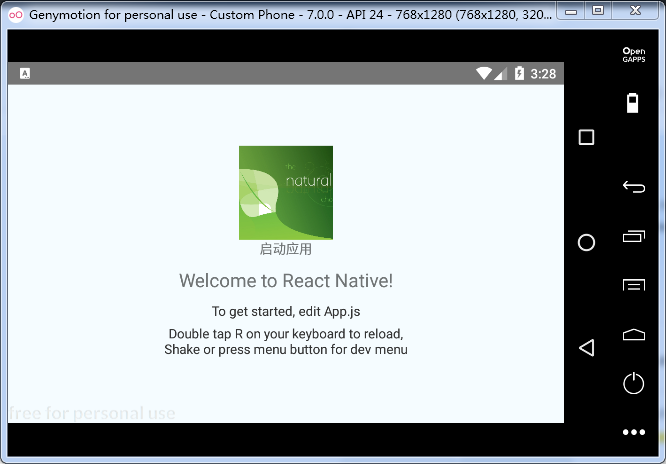 Genymotion for personal use - Custom Phone - 7.0.0 - API 24 - 768x1280 (768x1280, 320...
Open
GAPPS
A
3:28
the
natural
启动应用
Welcome to React Native!
To get started, edit App.js
Double tap R on your keyboard to reload,
Shake or press menu button for dev menu
free for personal use